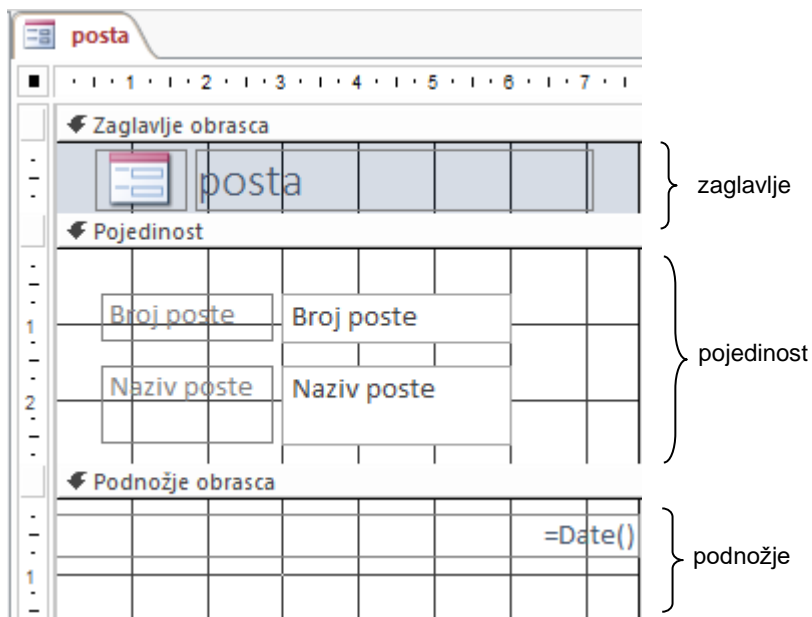 posta
1 2 3 4 5 6 7
Zaglavlje obrasca
posta
zaglavlje
Pojedinost
Broj poste Broj poste
1
pojedinost
Naziv poste Naziv poste
2
Podnožje obrasca
=Date()
podnožje
1